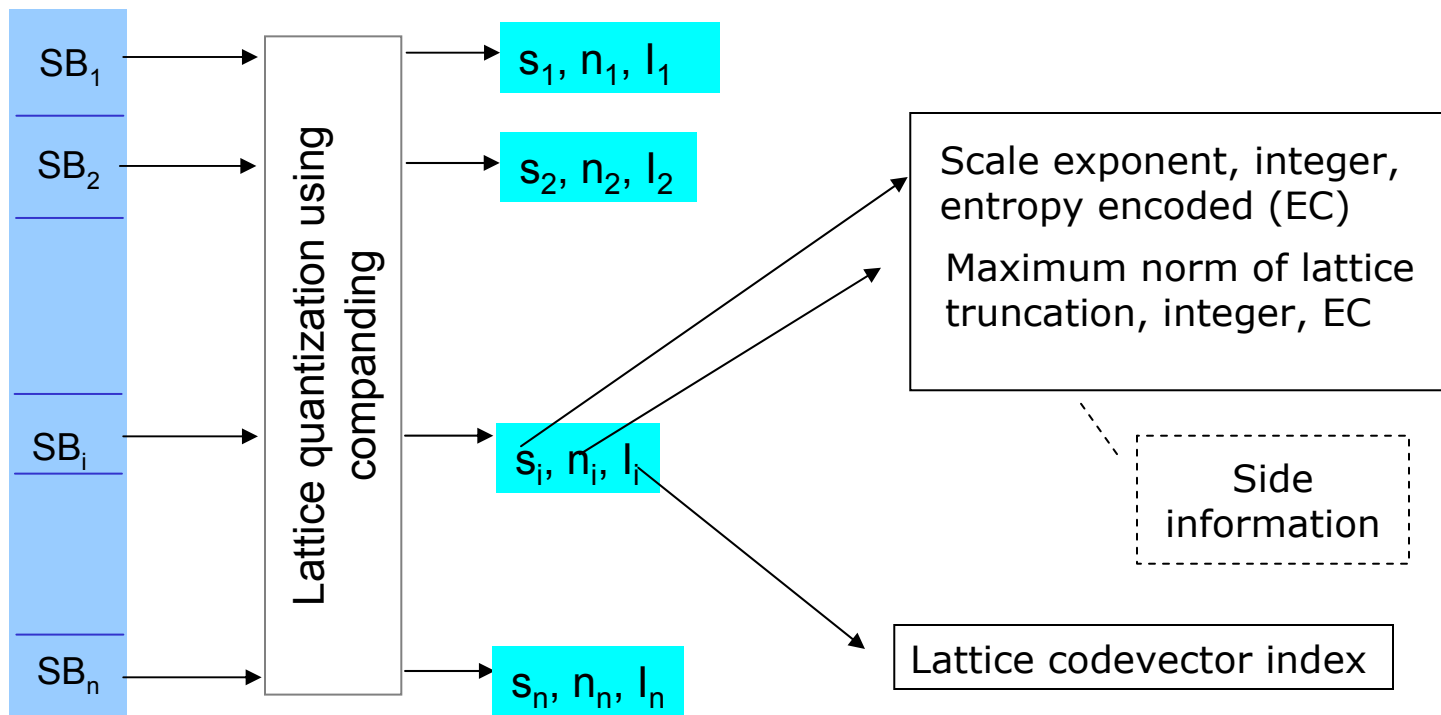 SB₁
SB₂
SBᵢ
SBₙ
Lattice quantization using
companding
s₁, n₁, I₁
s₂, n₂, I₂
sᵢ, nᵢ, Iᵢ
sₙ, nₙ, Iₙ
Scale exponent, integer,
entropy encoded (EC)
Maximum norm of lattice
truncation, integer, EC
Side
information
Lattice codevector index